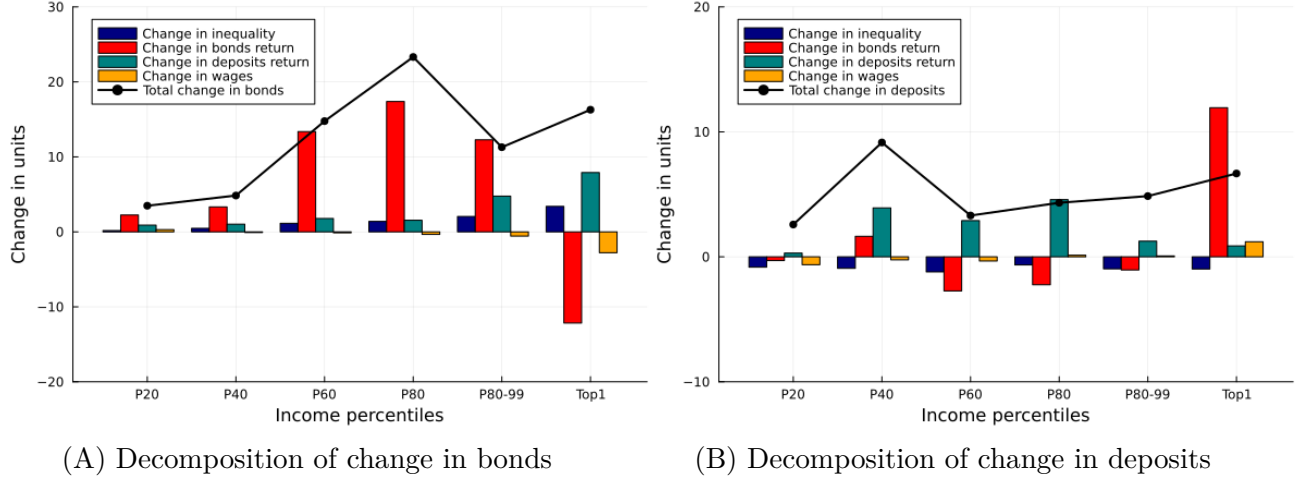 30
20
10
0
−10
−20
Change in units
Change in inequality
Change in bonds return
Change in deposits return
Change in wages
Total change in bonds
P20 P40 P60 P80 P80-99 Top1
Income percentiles
(A) Decomposition of change in bonds
20
10
0
−10
Change in units
Change in inequality
Change in bonds return
Change in deposits return
Change in wages
Total change in deposits
P20 P40 P60 P80 P80-99 Top1
Income percentiles
(B) Decomposition of change in deposits